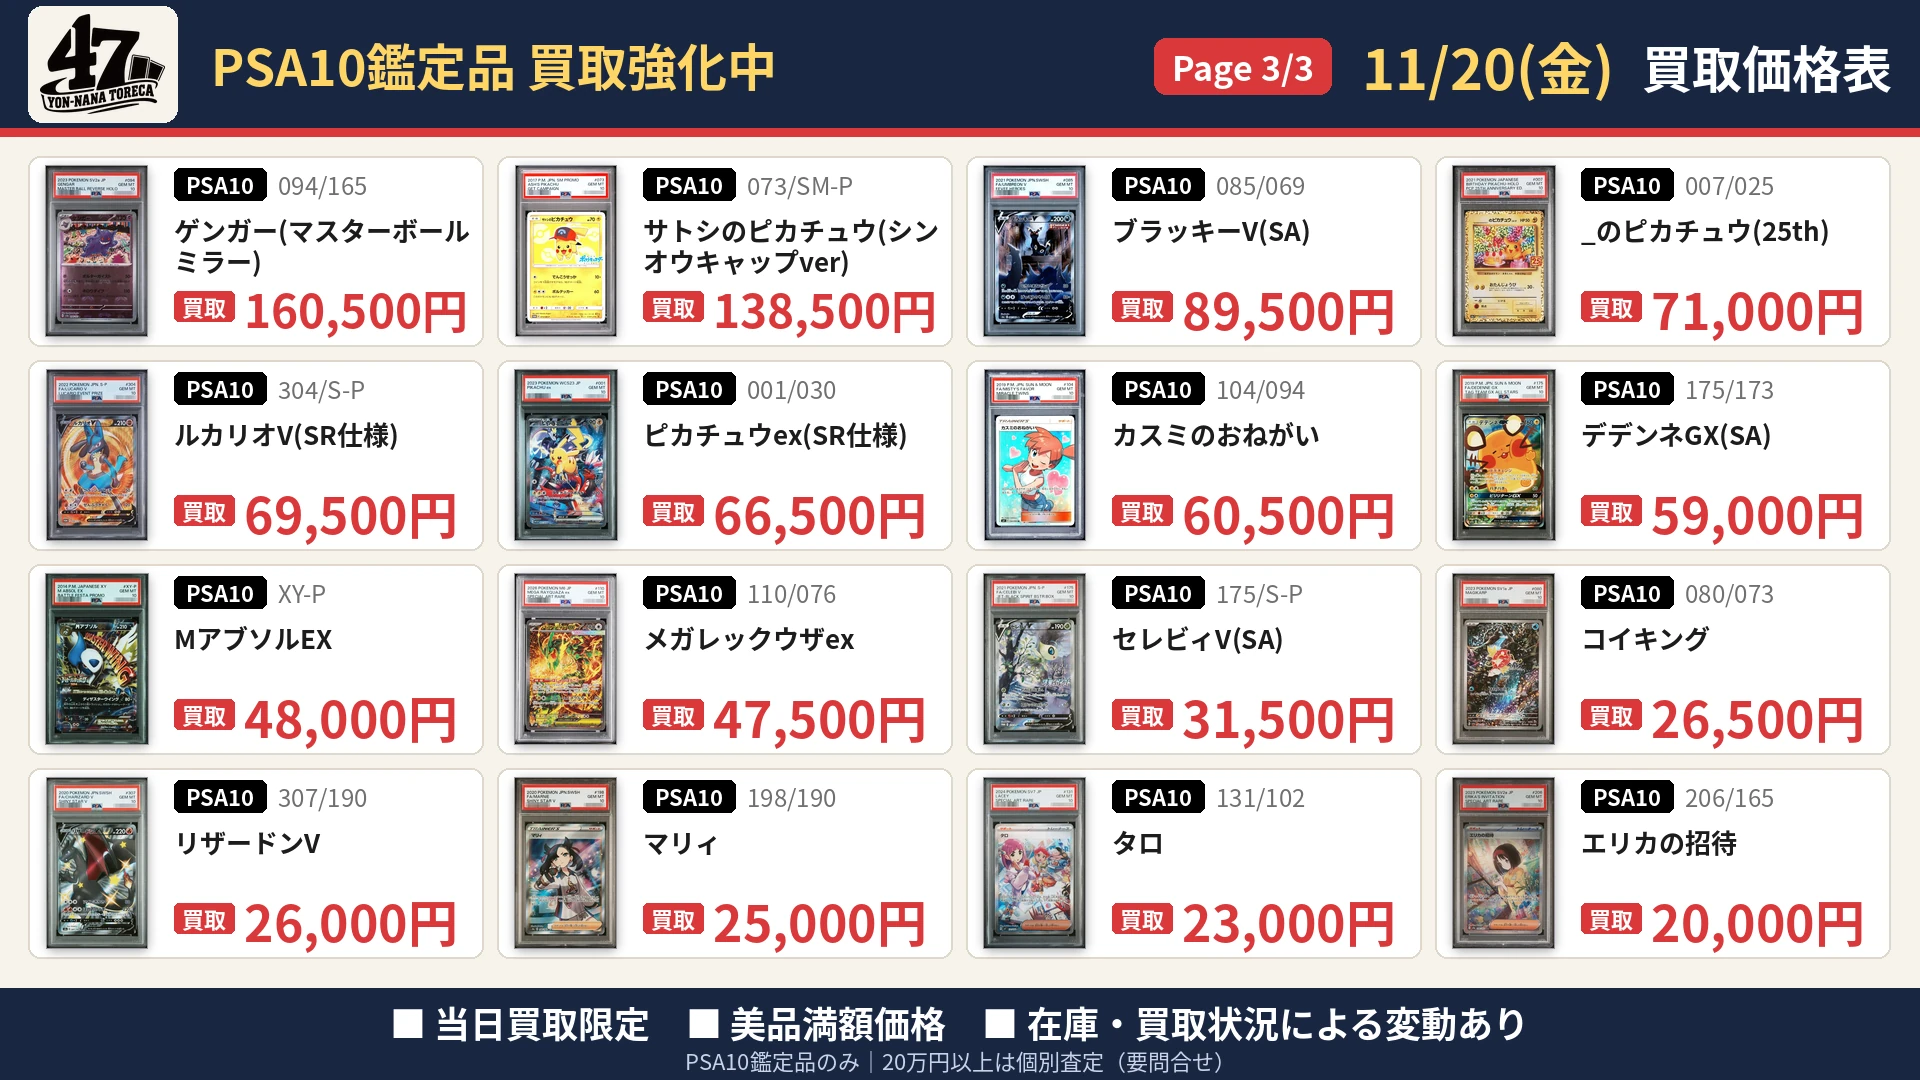 47
YON-NANA TORECA
PSA10鑑定品 買取強化中
Page 3/3
11/20(金) 買取価格表
PSA10 094/165
ゲンガー(マスターボール
ミラー)
買取 160,500円
PSA10 073/SM-P
サトシのピカチュウ(シン
オウキャップver)
買取 138,500円
PSA10 085/069
ブラッキーV(SA)
買取 89,500円
PSA10 007/025
_のピカチュウ(25th)
買取 71,000円
PSA10 304/S-P
ルカリオV(SR仕様)
買取 69,500円
PSA10 001/030
ピカチュウex(SR仕様)
買取 66,500円
PSA10 104/094
カスミのおねがい
買取 60,500円
PSA10 175/173
デデンネGX(SA)
買取 59,000円
PSA10 XY-P
MアブソルEX
買取 48,000円
PSA10 110/076
メガレックウザex
買取 47,500円
PSA10 175/S-P
セレビィV(SA)
買取 31,500円
PSA10 080/073
コイキング
買取 26,500円
PSA10 307/190
リザードンV
買取 26,000円
PSA10 198/190
マリィ
買取 25,000円
PSA10 131/102
タロ
買取 23,000円
PSA10 206/165
エリカの招待
買取 20,000円
■ 当日買取限定 ■ 美品満額価格 ■ 在庫・買取状況による変動あり
PSA10鑑定品のみ｜20万円以上は個別査定（要問合せ）